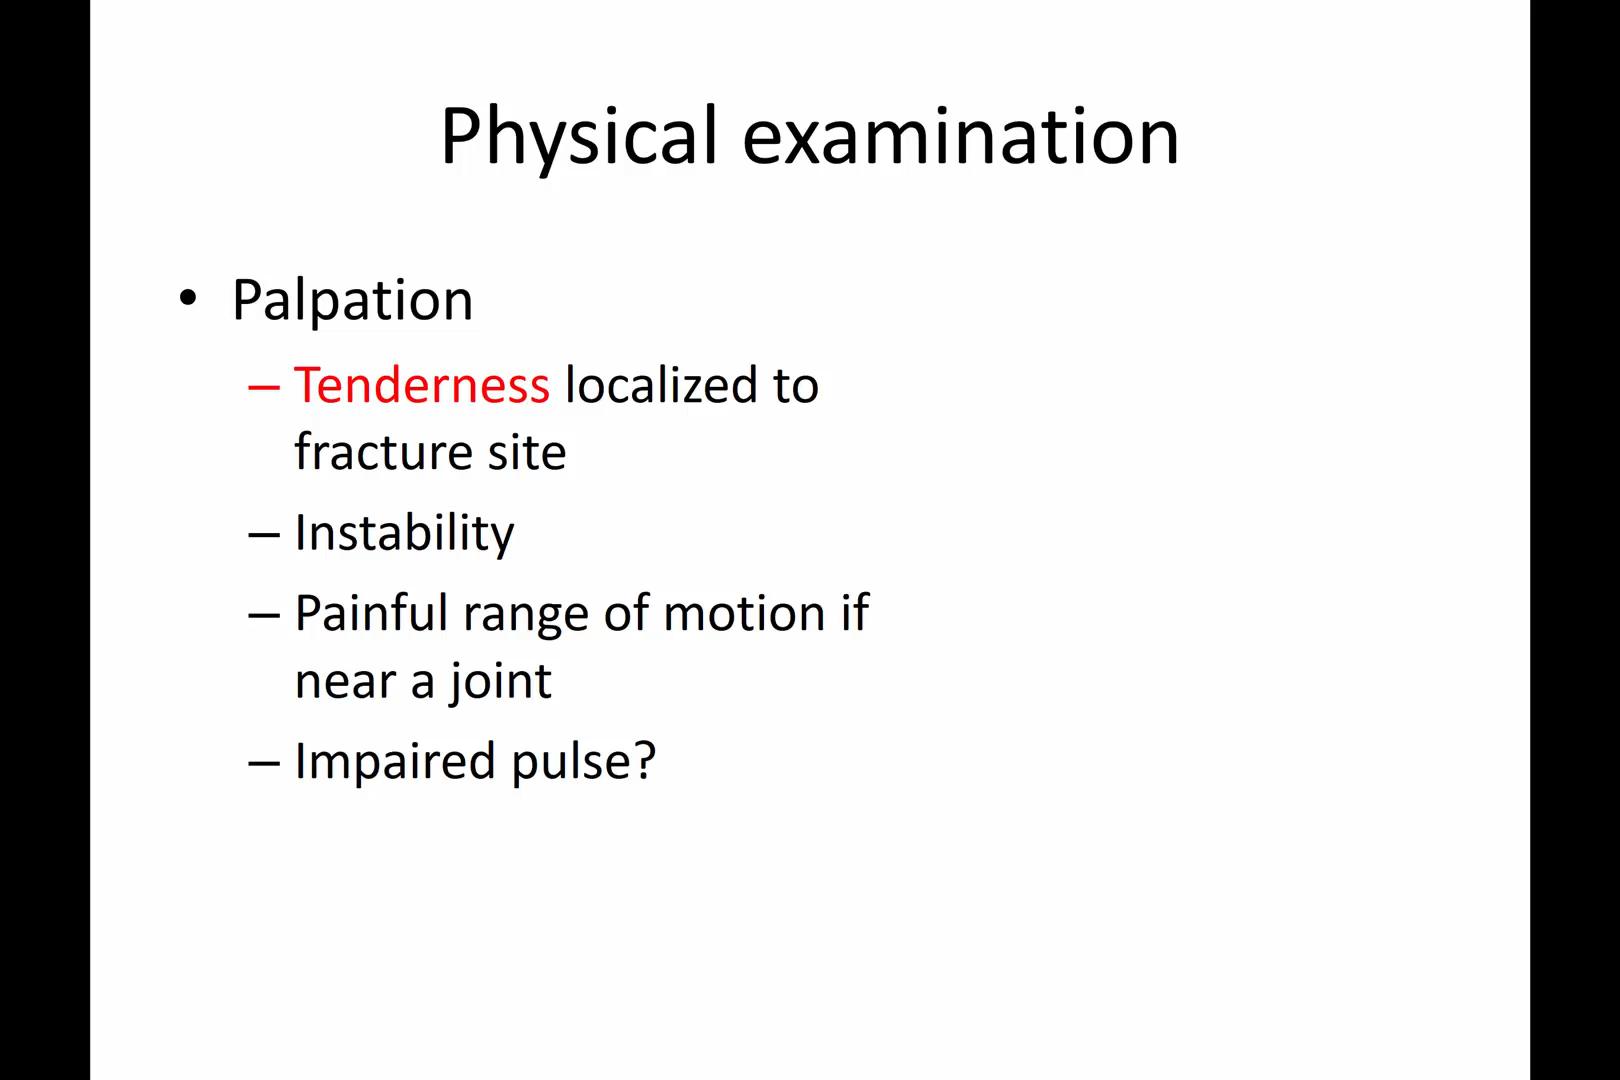 Physical examination
• Palpation
– Tenderness localized to
fracture site
– Instability
– Painful range of motion if
near a joint
– Impaired pulse?